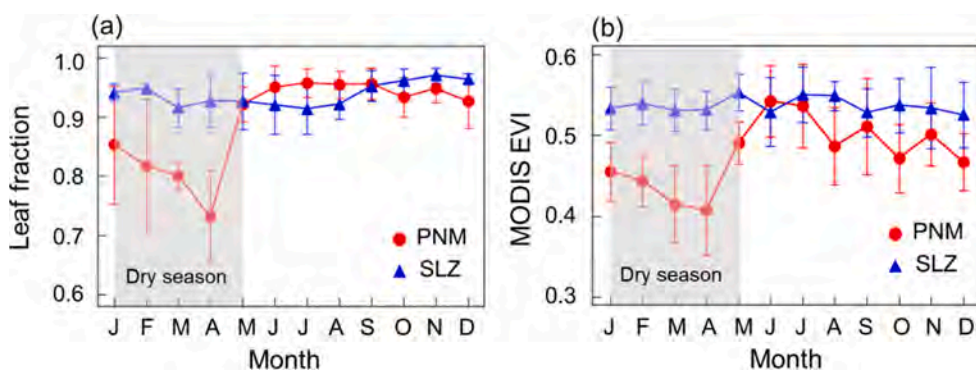 (a)
1.0
0.9
0.8
0.7
0.6
Leaf fraction
PNM
SLZ
Dry season
J F M A M J J A S O N D
Month
(b)
0.6
0.5
0.4
0.3
MODIS EVI
PNM
SLZ
Dry season
J F M A M J J A S O N D
Month